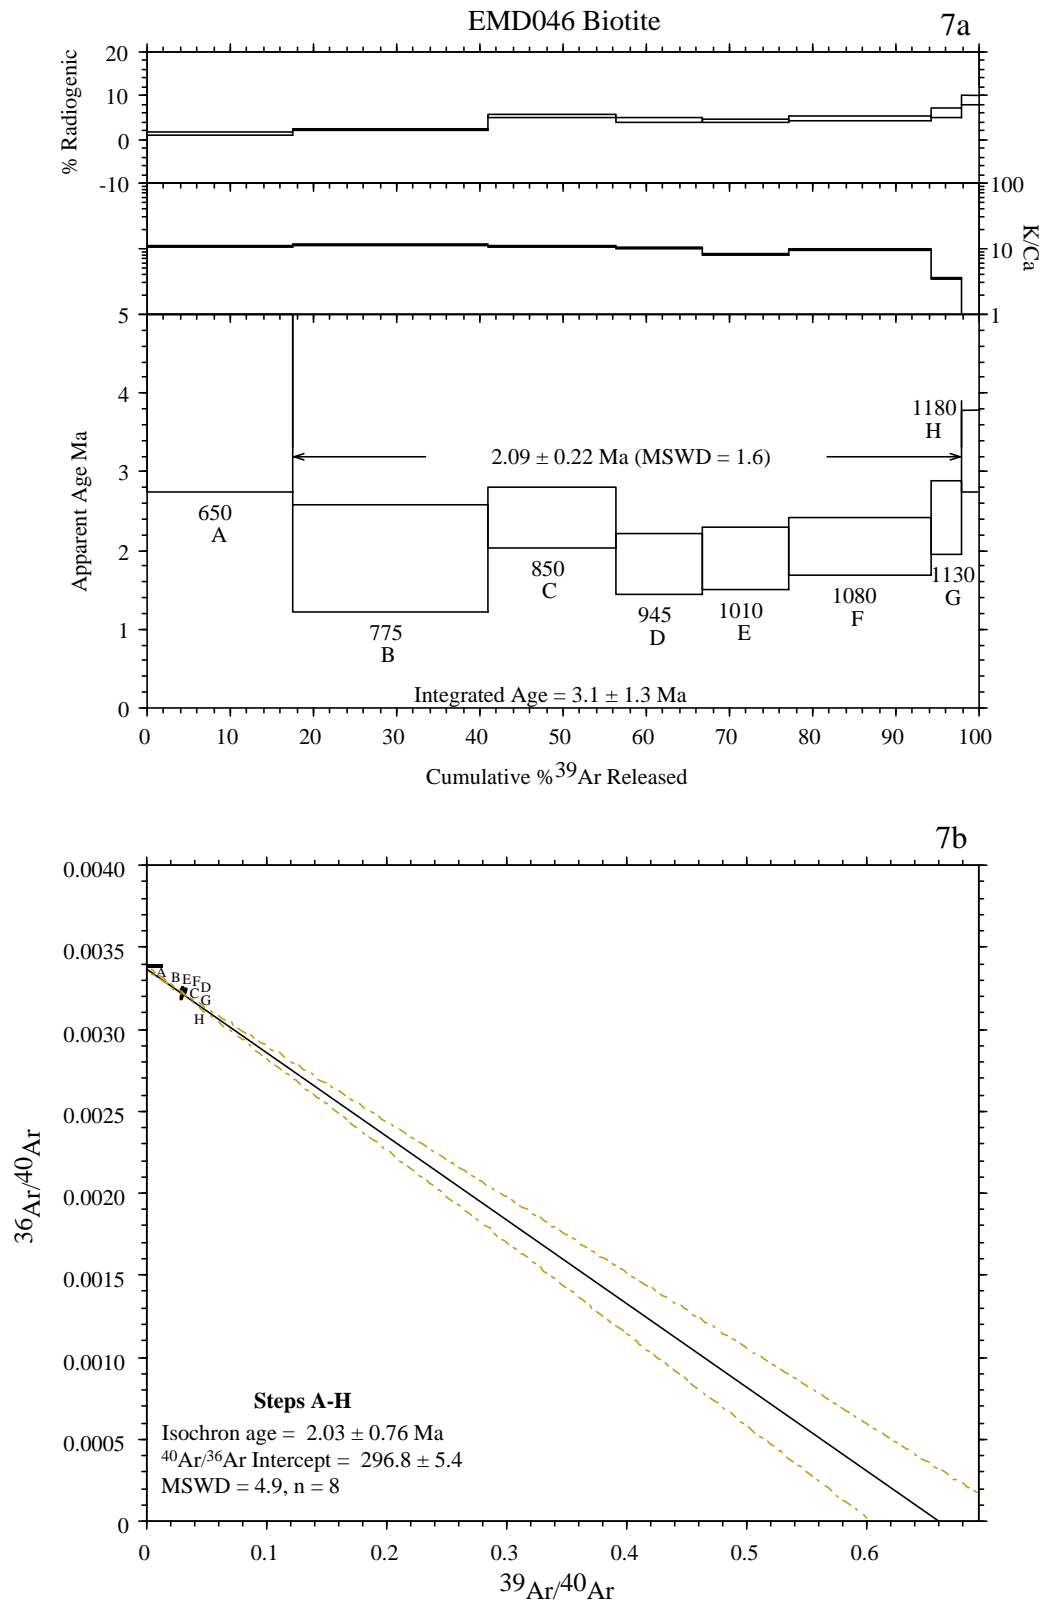 EMD046 Biotite
7a
20
10
0
-10
% Radiogenic
100
10
1
K/Ca
5
4
3
2
1
0
Apparent Age Ma
1180
H
2.09 ± 0.22 Ma (MSWD = 1.6)
650
A
850
C
1130
G
1080
F
1010
E
945
D
775
B
Integrated Age = 3.1 ± 1.3 Ma
0 10 20 30 40 50 60 70 80 90 100
Cumulative % 39Ar Released
7b
0.0040
0.0035
0.0030
0.0025
0.0020
0.0015
0.0010
0.0005
0
36Ar/40Ar
A B E F D
C G
H
Steps A-H
Isochron age = 2.03 ± 0.76 Ma
40Ar/36Ar Intercept = 296.8 ± 5.4
MSWD = 4.9, n = 8
0 0.1 0.2 0.3 0.4 0.5 0.6
39Ar/40Ar